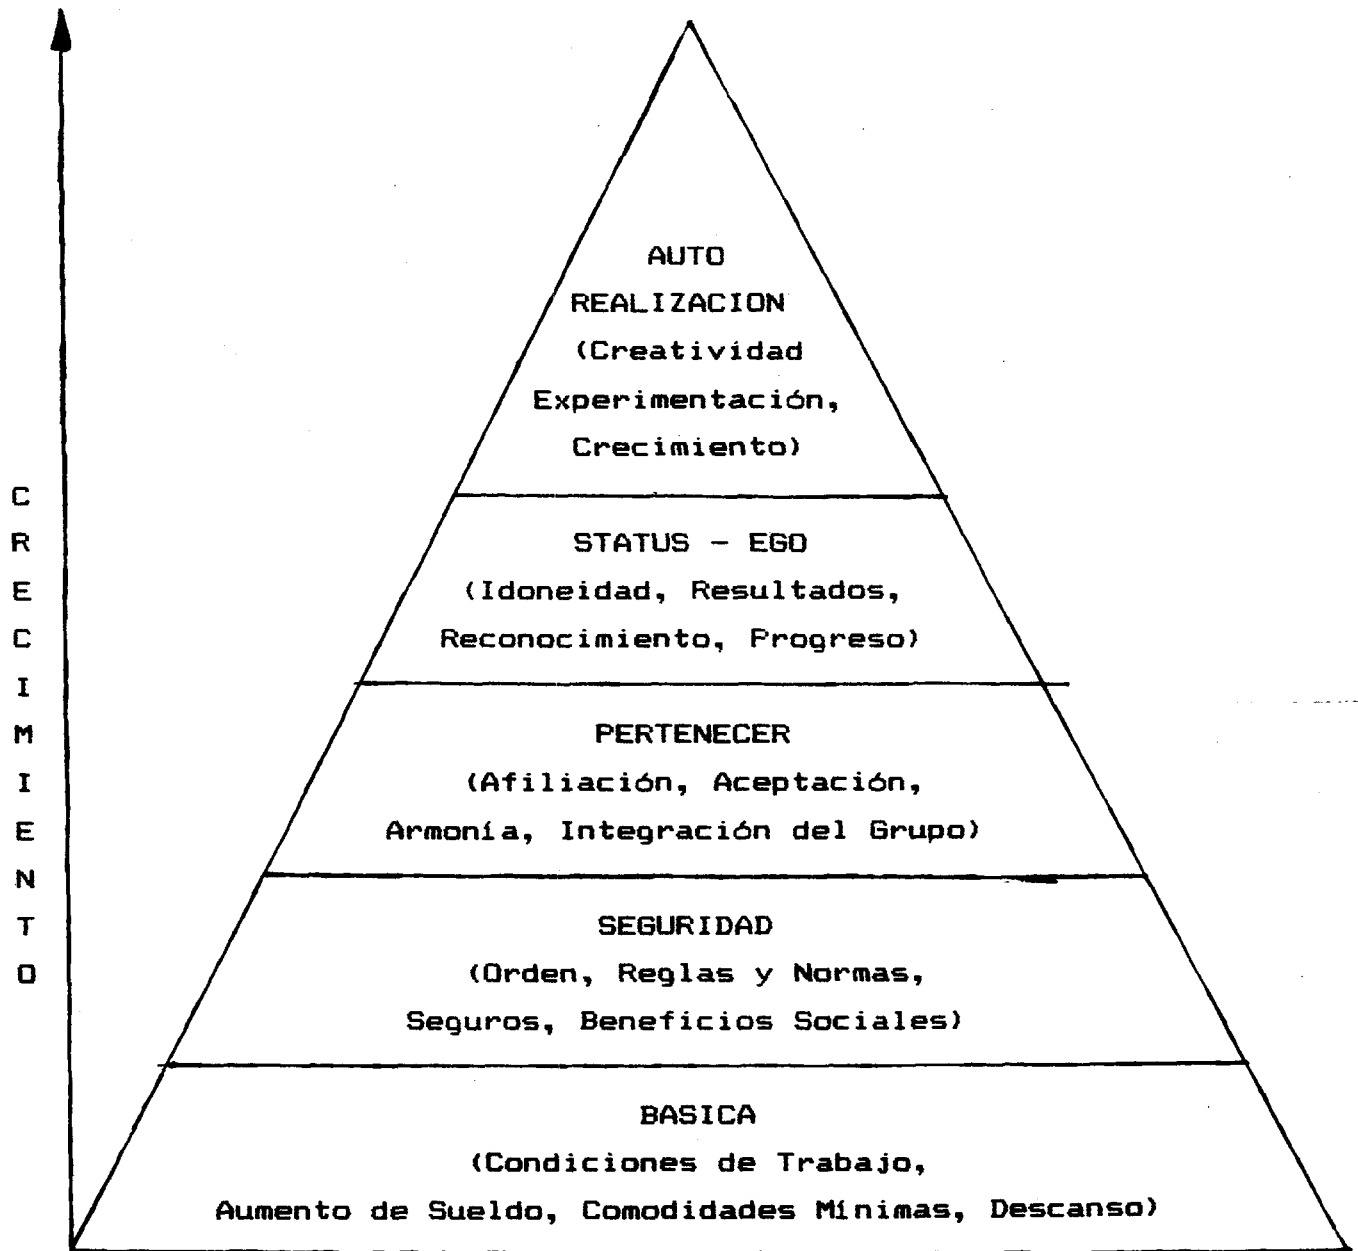 AUTO
REALIZACION
(Creatividad
Experimentación,
Crecimiento)
STATUS - EGO
(Idoneidad, Resultados,
Reconocimiento, Progreso)
PERTENECER
(Afiliación, Aceptación,
Armonía, Integración del Grupo)
SEGURIDAD
(Orden, Reglas y Normas,
Seguros, Beneficios Sociales)
BASICA
(Condiciones de Trabajo,
Aumento de Sueldo, Comodidades Mínimas, Descanso)
C
R
E
C
I
M
I
E
N
T
O